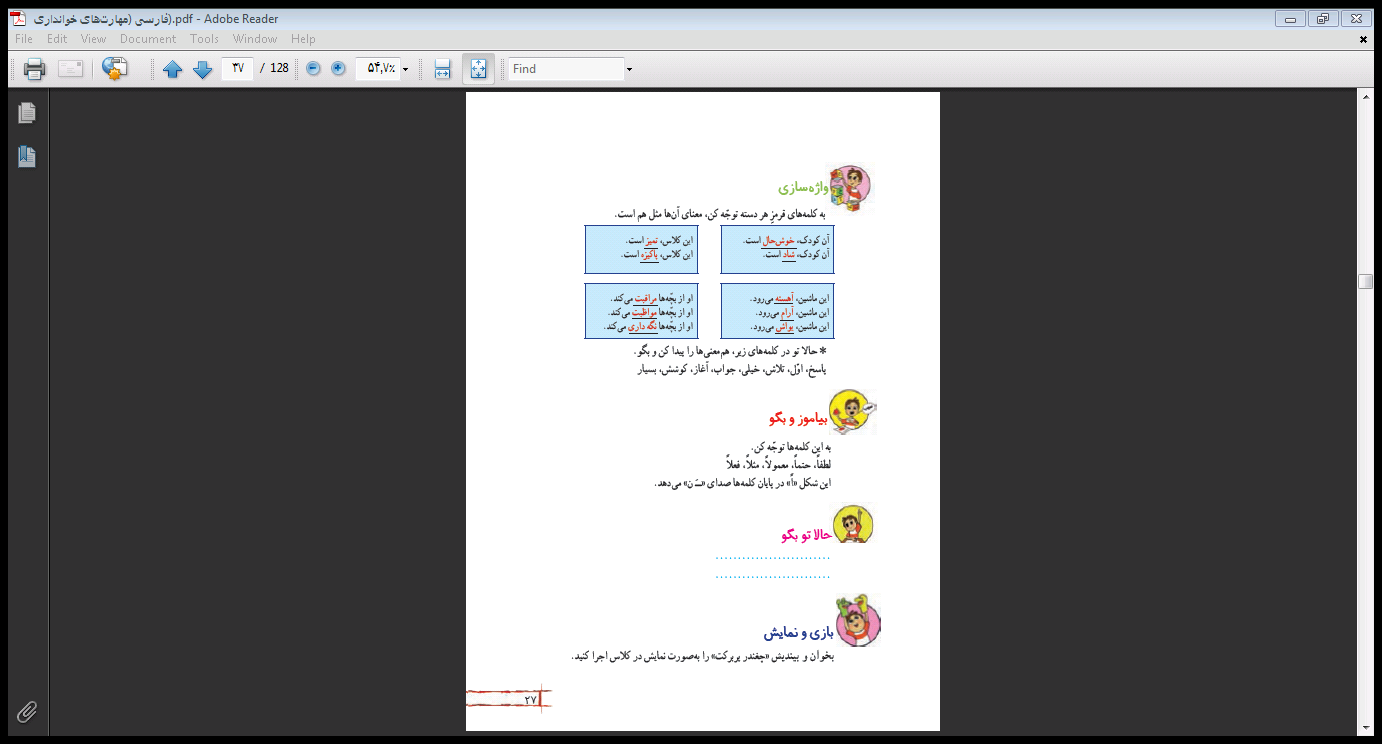 فارسی (مهارت‌های خوانداری).pdf - Adobe Reader
File Edit View Document Tools Window Help
۳۷ / 128 ۵۴,۷٪ Find
واژه‌سازی
به کلمه‌های قرمزِ هر دسته توجّه کن، معنای آن‌ها مثل هم است.
آن کودک، خوش‌حال است.
آن کودک، شاد است.
این کلاس، تمیز است.
این کلاس، پاکیزه است.
این ماشین، آهسته می‌رود.
این ماشین، آرام می‌رود.
این ماشین، یواش می‌رود.
او از بچّه‌ها مراقبت می‌کند.
او از بچّه‌ها مواظبت می‌کند.
او از بچّه‌ها نگه داری می‌کند.
* حالا تو در کلمه‌های زیر، هم‌معنی‌ها را پیدا کن و بگو.
پاسخ، اوّل، تلاش، خیلی، جواب، آغاز، کوشش، بسیار
بیاموز و بگو
به این کلمه‌ها توجّه کن.
لطفاً، حتماً، معمولاً، مثلاً، فعلاً
این شکل «اً» در پایان کلمه‌ها صدای «ـَـ ن» می‌دهد.
حالا تو بگو
..........................
..........................
بازی و نمایش
بخوان و بیندیش «چغندر پربرکت» را به‌صورت نمایش در کلاس اجرا کنید.
۲۷